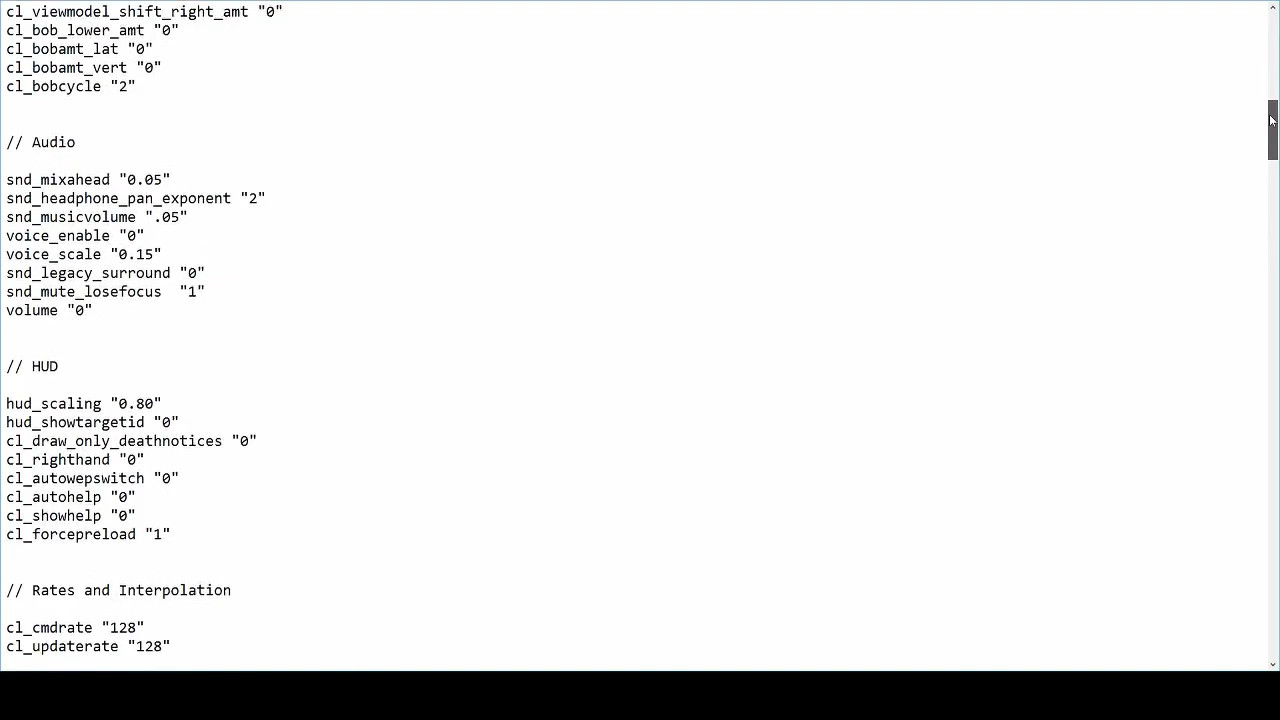 cl_viewmodel_shift_right_amt "0"
cl_bob_lower_amt "0"
cl_bobamt_lat "0"
cl_bobamt_vert "0"
cl_bobcycle "2"
// Audio
snd_mixahead "0.05"
snd_headphone_pan_exponent "2"
snd_musicvolume ".05"
voice_enable "0"
voice_scale "0.15"
snd_legacy_surround "0"
snd_mute_losefocus  "1"
volume "0"
// HUD
hud_scaling "0.80"
hud_showtargetid "0"
cl_draw_only_deathnotices "0"
cl_righthand "0"
cl_autowepswitch "0"
cl_autohelp "0"
cl_showhelp "0"
cl_forcepreload "1"
// Rates and Interpolation
cl_cmdrate "128"
cl_updaterate "128"